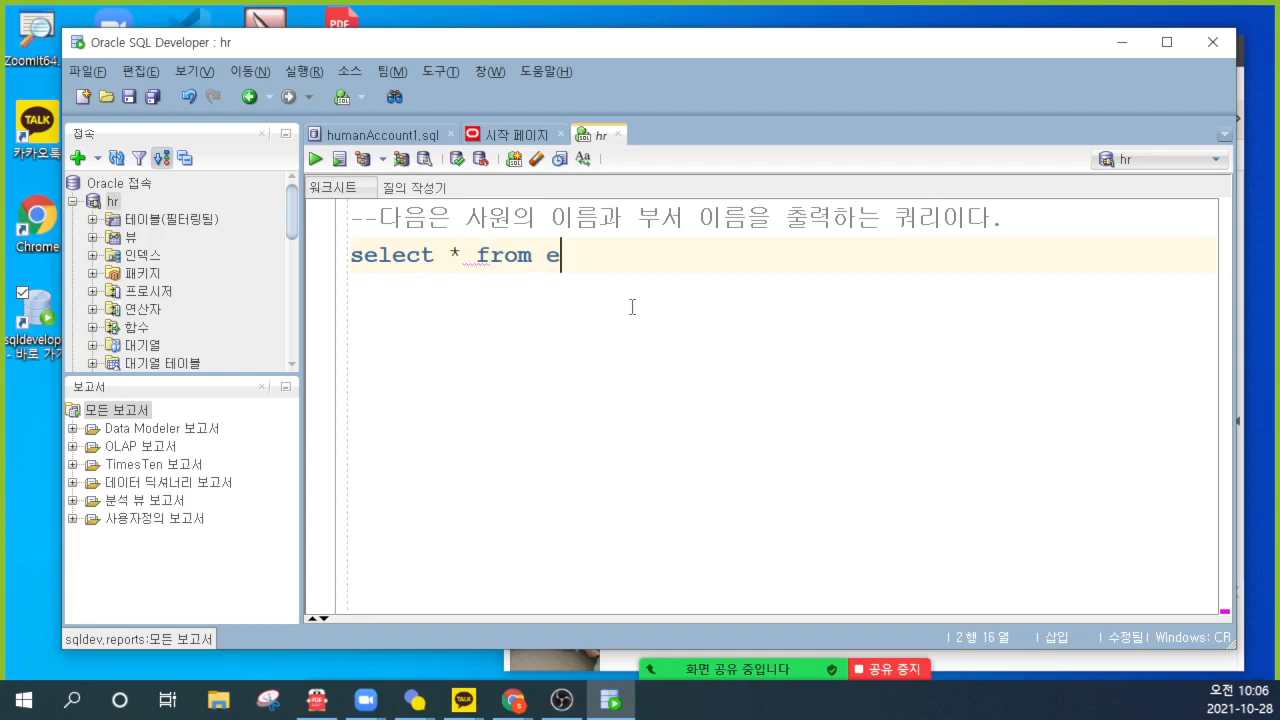 PDF
ZoomIt64.
Oracle SQL Developer : hr
파일(F) 편집(E) 보기(V) 이동(N) 실행(R) 소스 팀(M) 도구(T) 창(W) 도움말(H)
TALK
카카오톡
Chrome
sqldevelop
- 바로 가기
접속
Oracle 접속
hr
테이블(필터링됨)
뷰
인덱스
패키지
프로시저
연산자
함수
대기열
대기열 테이블
보고서
모든 보고서
Data Modeler 보고서
OLAP 보고서
TimesTen 보고서
데이터 딕셔너리 보고서
분석 뷰 보고서
사용자정의 보고서
sqldev.reports:모든 보고서
humanAccount1.sql 시작 페이지 hr
hr
워크시트 질의 작성기
--다음은 사원의 이름과 부서 이름을 출력하는 쿼리이다.
select * from e
2 행 16 열 삽입 수정됨 Windows: CR
화면 공유 중입니다 공유 중지
PDF
TALK
오전 10:06
2021-10-28